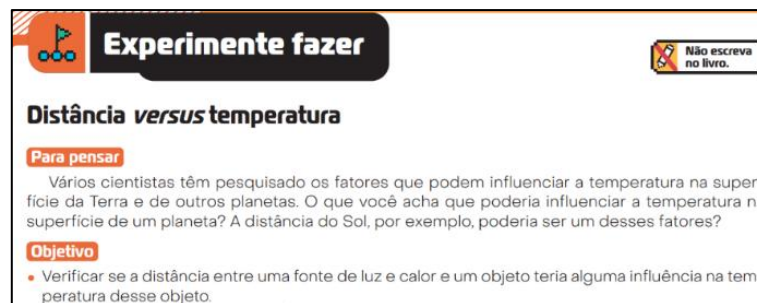 Experimente fazer
Não escreva
no livro.
Distância versus temperatura
Para pensar
Vários cientistas têm pesquisado os fatores que podem influenciar a temperatura na super
fície da Terra e de outros planetas. O que você acha que poderia influenciar a temperatura n
superfície de um planeta? A distância do Sol, por exemplo, poderia ser um desses fatores?
Objetivo
• Verificar se a distância entre uma fonte de luz e calor e um objeto teria alguma influência na tem
peratura desse objeto.